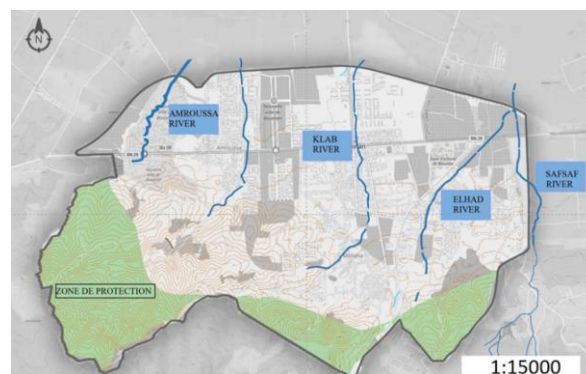 N
AMROUSSA
RIVER
KLAB
RIVER
ELHAD
RIVER
SAFSAF
RIVER
ZONE DE PROTECTION
1:15000